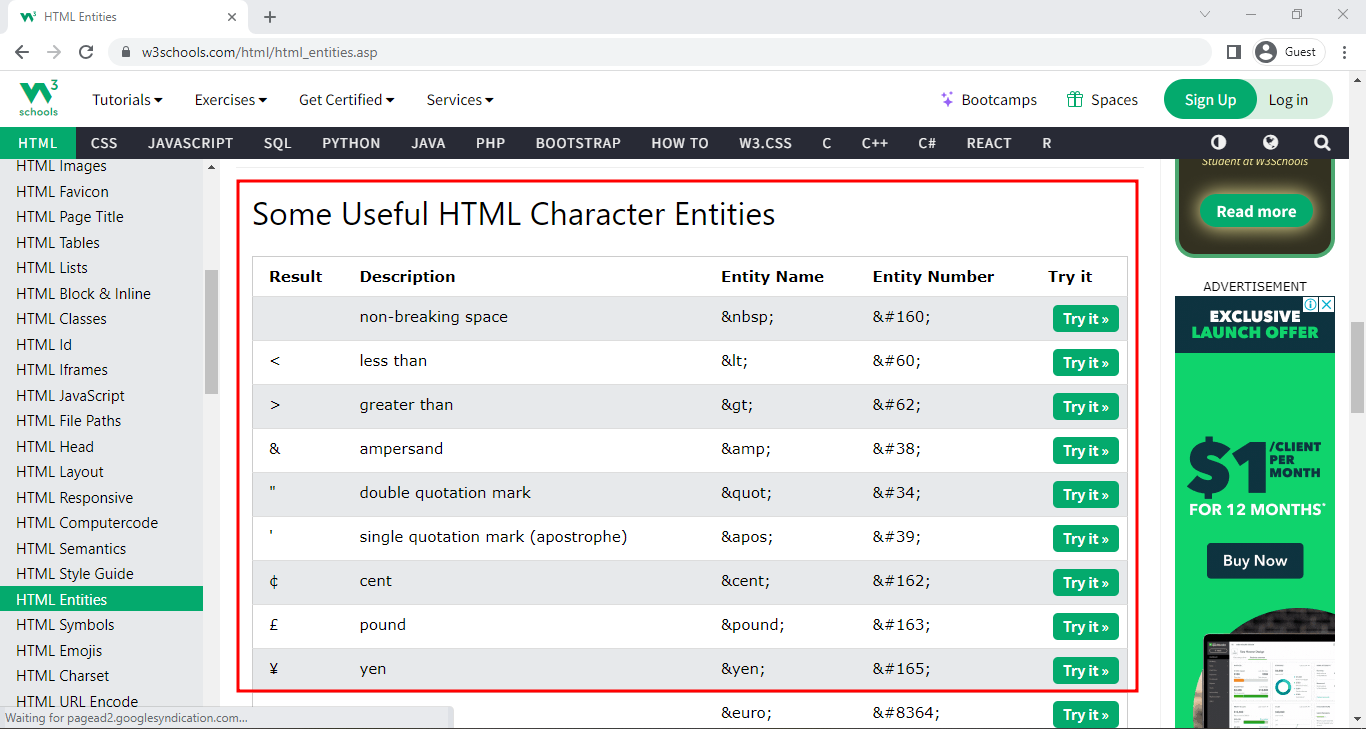 HTML Entities
w3schools.com/html/html_entities.asp
Guest
W3
schools
Tutorials
Exercises
Get Certified
Services
Bootcamps
Spaces
Sign Up
Log in
HTML CSS JAVASCRIPT SQL PYTHON JAVA PHP BOOTSTRAP HOW TO W3.CSS C C++ C# REACT R
HTML Images
HTML Favicon
HTML Page Title
HTML Tables
HTML Lists
HTML Block & Inline
HTML Classes
HTML Id
HTML Iframes
HTML JavaScript
HTML File Paths
HTML Head
HTML Layout
HTML Responsive
HTML Computercode
HTML Semantics
HTML Style Guide
HTML Entities
HTML Symbols
HTML Emojis
HTML Charset
HTML URL Encode
Waiting for pagead2.googlesyndication.com...
Some Useful HTML Character Entities
Result Description Entity Name Entity Number Try it
non-breaking space &nbsp; &#160; Try it »
< less than &lt; &#60; Try it »
> greater than &gt; &#62; Try it »
& ampersand &amp; &#38; Try it »
" double quotation mark &quot; &#34; Try it »
' single quotation mark (apostrophe) &apos; &#39; Try it »
¢ cent &cent; &#162; Try it »
£ pound &pound; &#163; Try it »
¥ yen &yen; &#165; Try it »
&euro; &#8364; Try it »
Student at W3Schools
Read more
ADVERTISEMENT
EXCLUSIVE
LAUNCH OFFER
$1 /CLIENT
PER
MONTH
FOR 12 MONTHS*
Buy Now